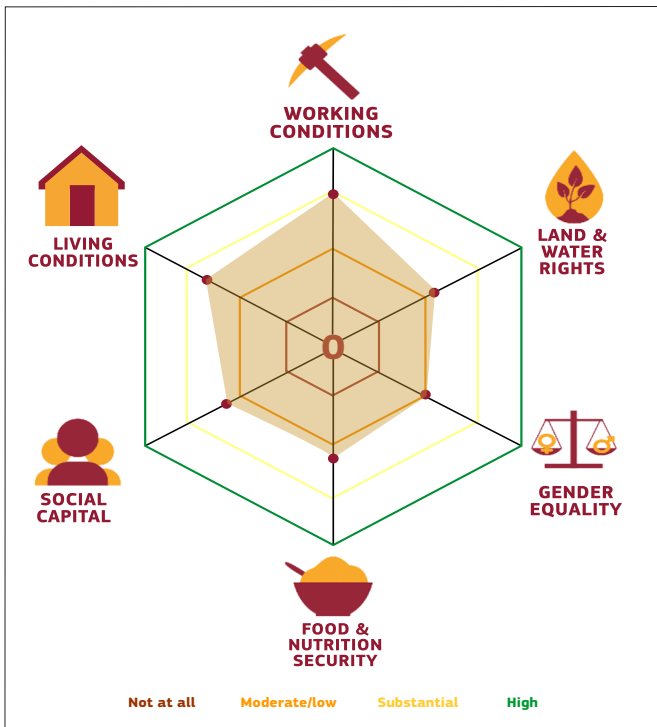 WORKING
CONDITIONS
LAND &
WATER
RIGHTS
LIVING
CONDITIONS
0
SOCIAL
CAPITAL
GENDER
EQUALITY
FOOD &
NUTRITION
SECURITY
Not at all Moderate/low Substantial High